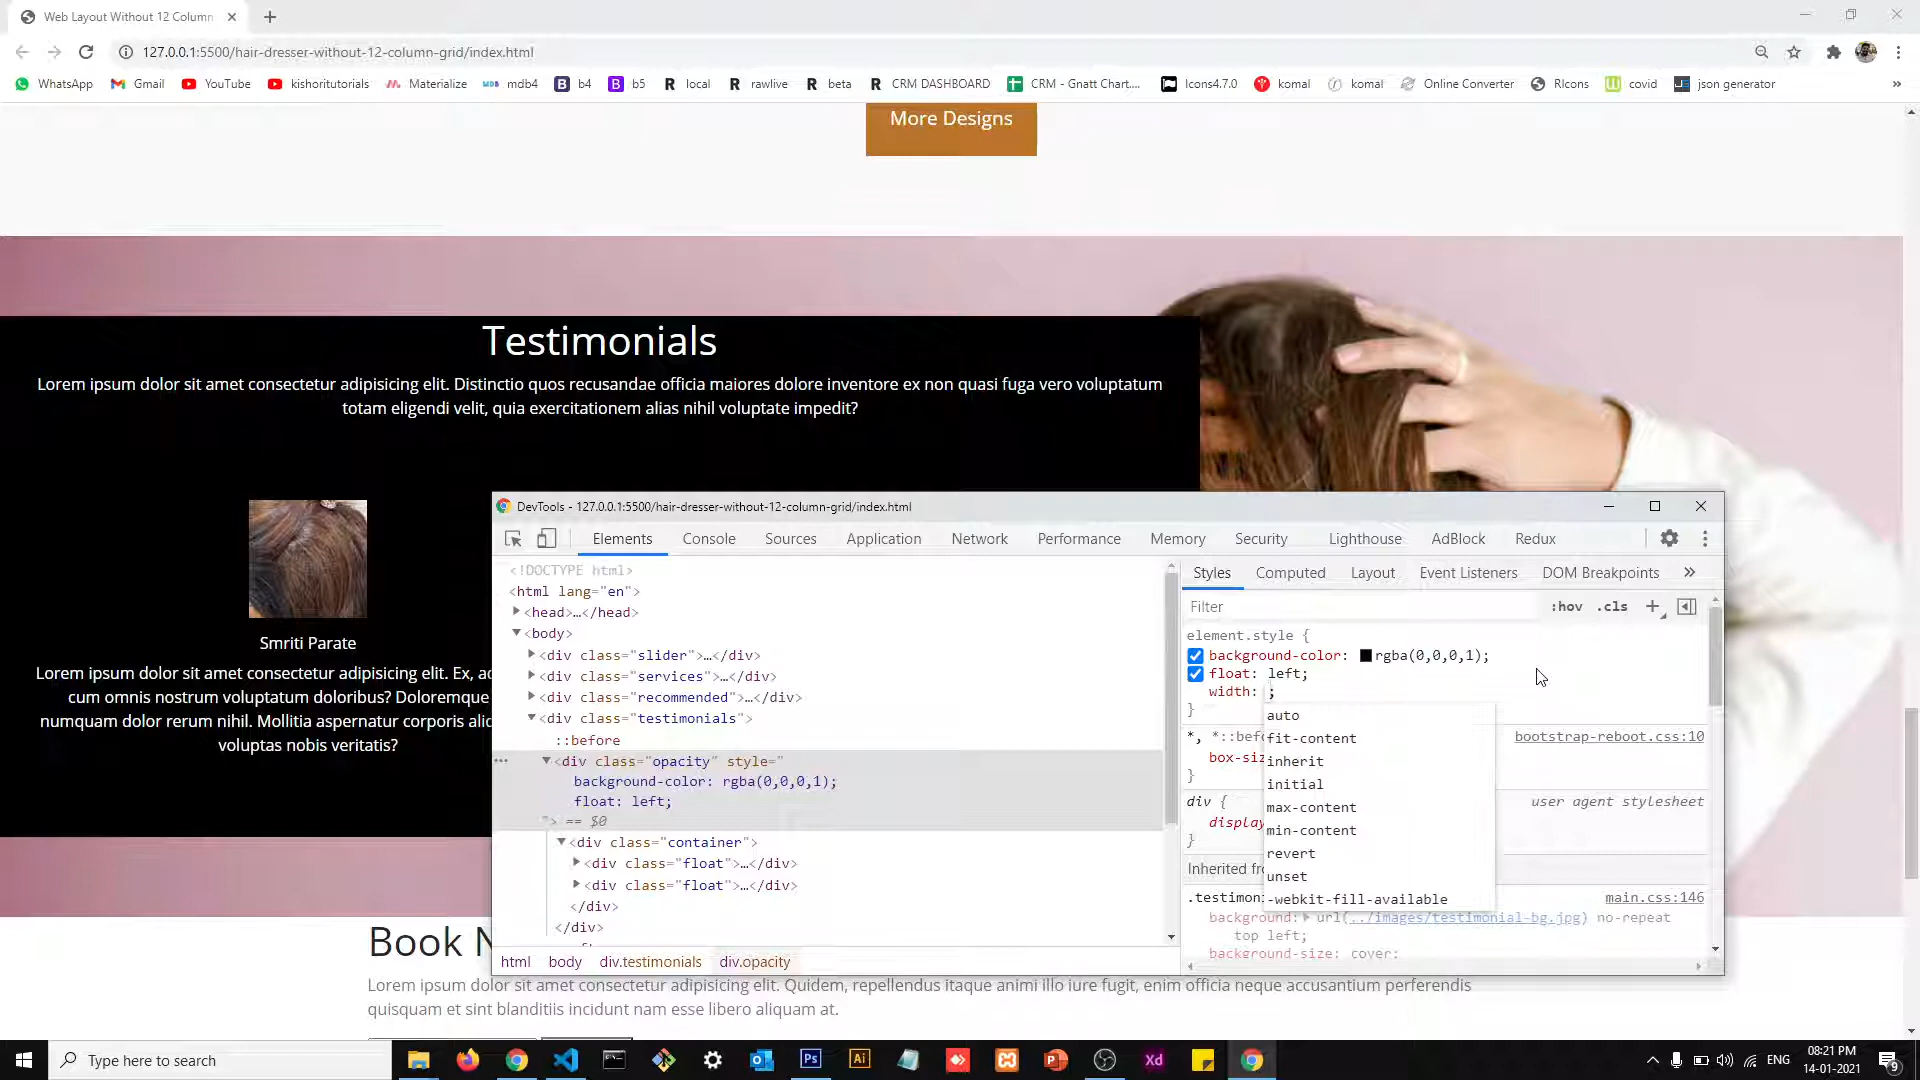 Web Layout Without 12 Column
127.0.0.1:5500/hair-dresser-without-12-column-grid/index.html
WhatsApp Gmail YouTube kishoritutorials Materialize mdb4 b4 b5 local rawlive beta CRM DASHBOARD CRM - Gnatt Chart.... Icons4.7.0 komal komal Online Converter RIcons covid json generator »
More Designs
Testimonials
Lorem ipsum dolor sit amet consectetur adipisicing elit. Distinctio quos recusandae officia maiores dolore inventore ex non quasi fuga vero voluptatum
totam eligendi velit, quia exercitationem alias nihil voluptate impedit?
Smriti Parate
Lorem ipsum dolor sit amet consectetur adipisicing elit. Ex, ac
cum omnis nostrum voluptatum doloribus? Doloremque
numquam dolor rerum nihil. Mollitia aspernatur corporis alic
voluptas nobis veritatis?
DevTools - 127.0.0.1:5500/hair-dresser-without-12-column-grid/index.html
Elements Console Sources Application Network Performance Memory Security Lighthouse AdBlock Redux
<!DOCTYPE html>
<html lang="en">
<head>…</head>
<body>
<div class="slider">…</div>
<div class="services">…</div>
<div class="recommended">…</div>
<div class="testimonials">
::before
<div class="opacity" style="
background-color: rgba(0,0,0,1);
float: left;
"> == $0
<div class="container">
<div class="float">…</div>
<div class="float">…</div>
</div>
</div>
html body div.testimonials div.opacity
Styles Computed Layout Event Listeners DOM Breakpoints »
Filter :hov .cls +
element.style {
background-color: rgba(0,0,0,1);
float: left;
width: ;
}
auto
fit-content
inherit
initial
max-content
min-content
revert
unset
-webkit-fill-available
*, *::befo bootstrap-reboot.css:10
box-siz
}
div { user agent stylesheet
display
}
Inherited fro
.testimon main.css:146
background: url(../images/testimonial-bg.jpg) no-repeat
top left;
background-size: cover;
Book N
Lorem ipsum dolor sit amet consectetur adipisicing elit. Quidem, repellendus itaque animi illo iure fugit, enim officia neque accusantium perferendis
quisquam et sint blanditiis incidunt nam esse libero aliquam at.
Type here to search
Ps Ai Xd
ENG
08:21 PM
14-01-2021
9